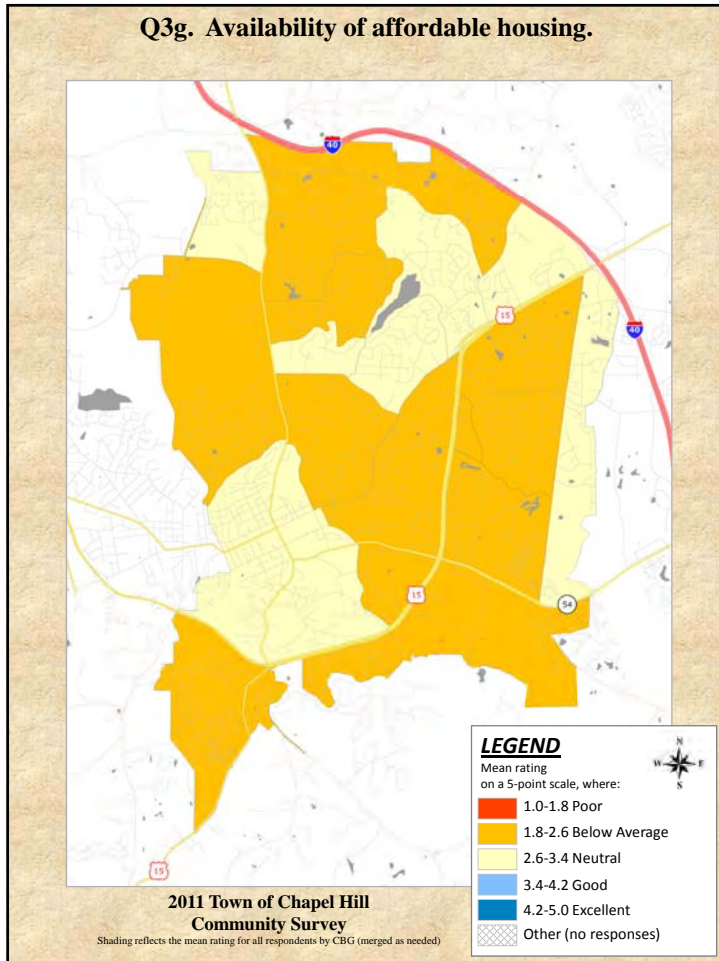 Q3g. Availability of affordable housing.
40
15
40
15
54
15
LEGEND
Mean rating
on a 5-point scale, where:
1.0-1.8 Poor
1.8-2.6 Below Average
2.6-3.4 Neutral
3.4-4.2 Good
4.2-5.0 Excellent
Other (no responses)
N
W E
S
2011 Town of Chapel Hill
Community Survey
Shading reflects the mean rating for all respondents by CBG (merged as needed)